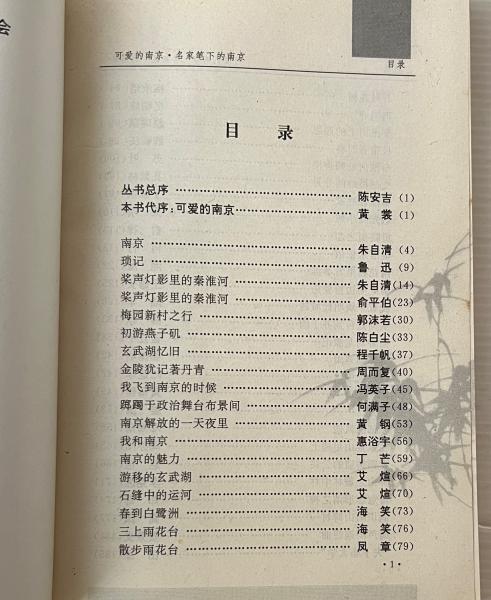 会
可爱的南京·名家笔下的南京
目录
目 录
丛书总序 …………………………… 陈安吉 (1)
本书代序:可爱的南京 …………………………… 黄 裳 (1)
南京 …………………………… 朱自清 (4)
琐记 …………………………… 鲁 迅 (9)
桨声灯影里的秦淮河 …………………………… 朱自清(14)
桨声灯影里的秦淮河 …………………………… 俞平伯(23)
梅园新村之行 …………………………… 郭沫若(30)
初游燕子矶 …………………………… 陈白尘(33)
玄武湖忆旧 …………………………… 程千帆(37)
金陵犹记著丹青 …………………………… 周而复(40)
我飞到南京的时候 …………………………… 冯英子(45)
踯躅于政治舞台布景间 …………………………… 何满子(48)
南京解放的一天夜里 …………………………… 黄 钢(53)
我和南京 …………………………… 惠浴宇(56)
南京的魅力 …………………………… 丁 芒(59)
游移的玄武湖 …………………………… 艾 煊(66)
石缝中的运河 …………………………… 艾 煊(70)
春到白鹭洲 …………………………… 海 笑(73)
三上雨花台 …………………………… 海 笑(76)
散步雨花台 …………………………… 凤 章(79)
·1·